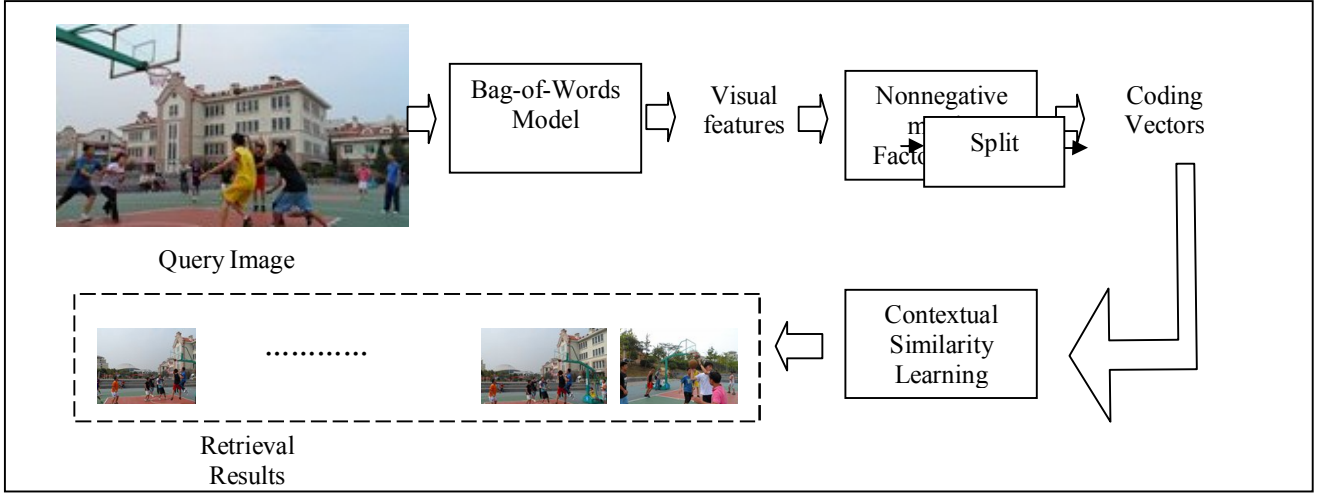 Bag-of-Words
Model
Visual
features
Nonnegative
Split
Coding
Vectors
Query Image
Contextual
Similarity
Learning
…………
Retrieval
Results